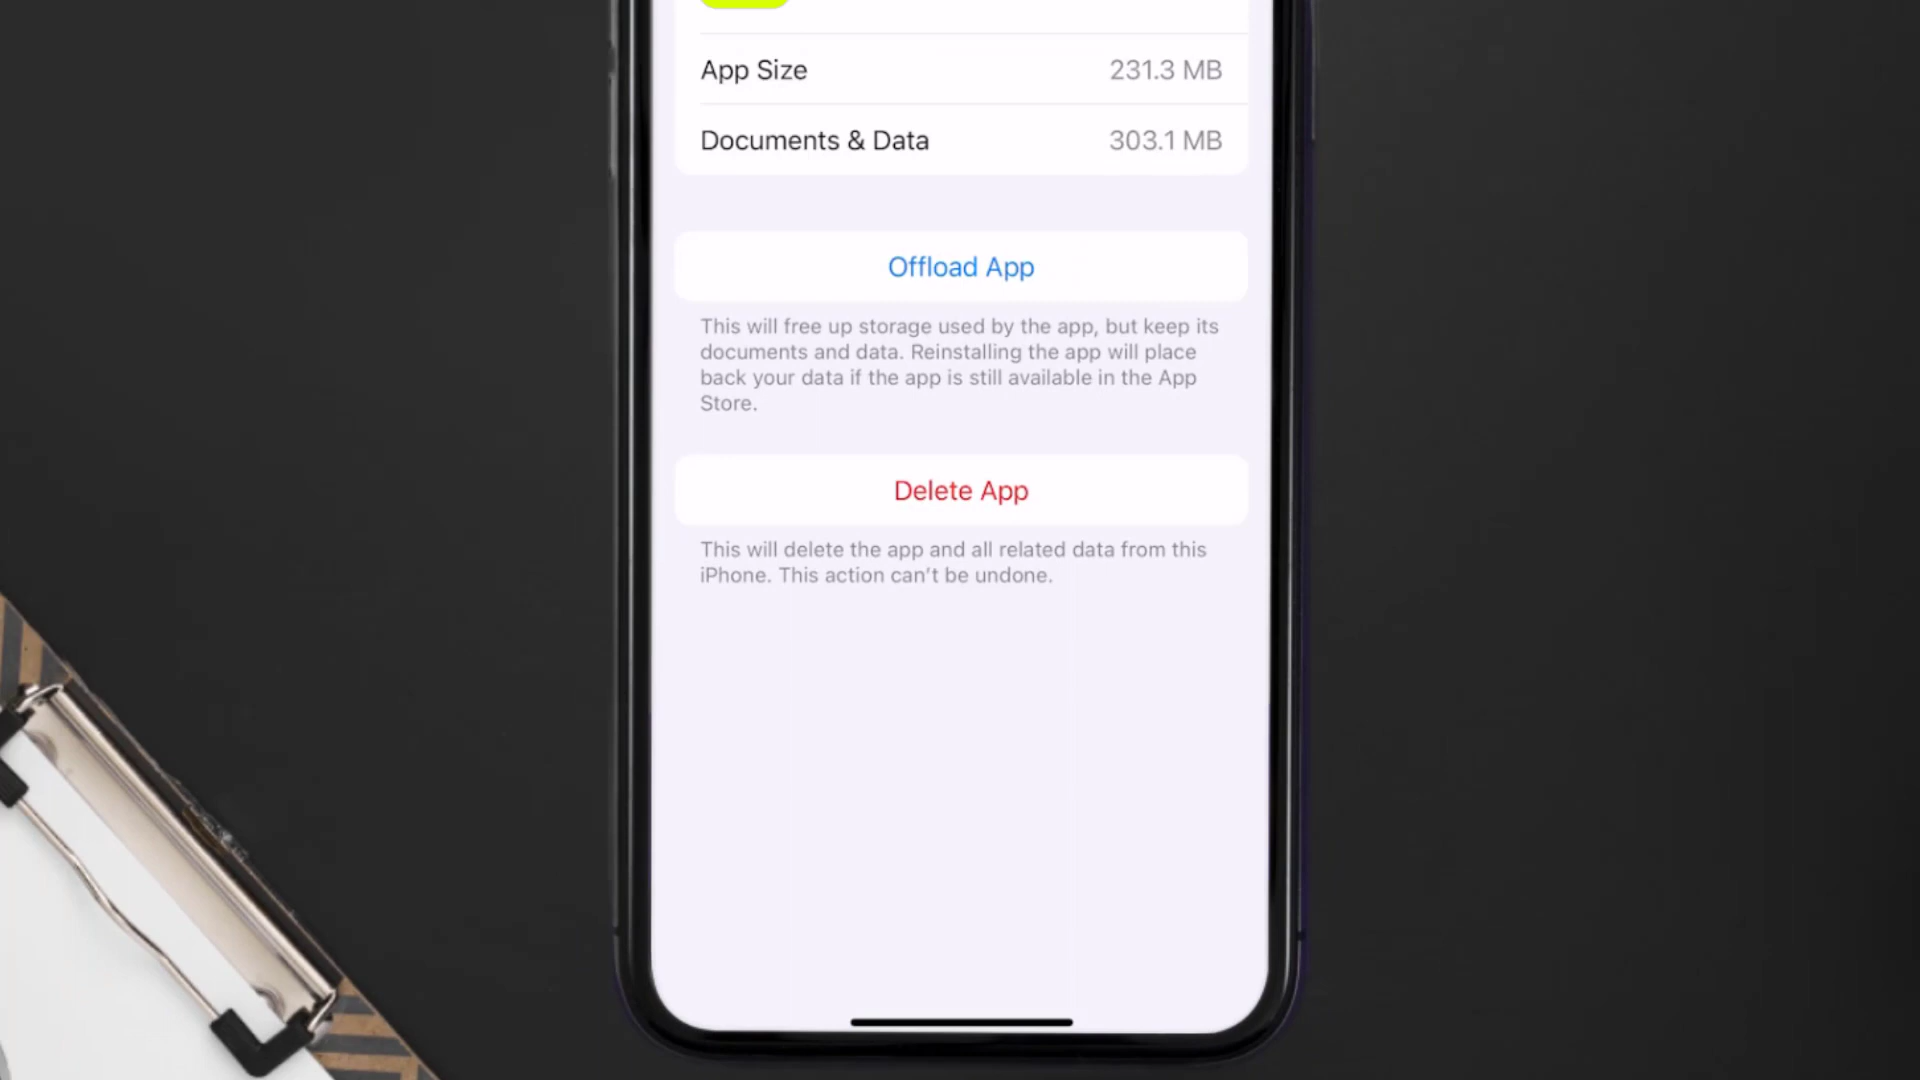 App Size 231.3 MB
Documents & Data 303.1 MB
Offload App
This will free up storage used by the app, but keep its
documents and data. Reinstalling the app will place
back your data if the app is still available in the App
Store.
Delete App
This will delete the app and all related data from this
iPhone. This action can’t be undone.